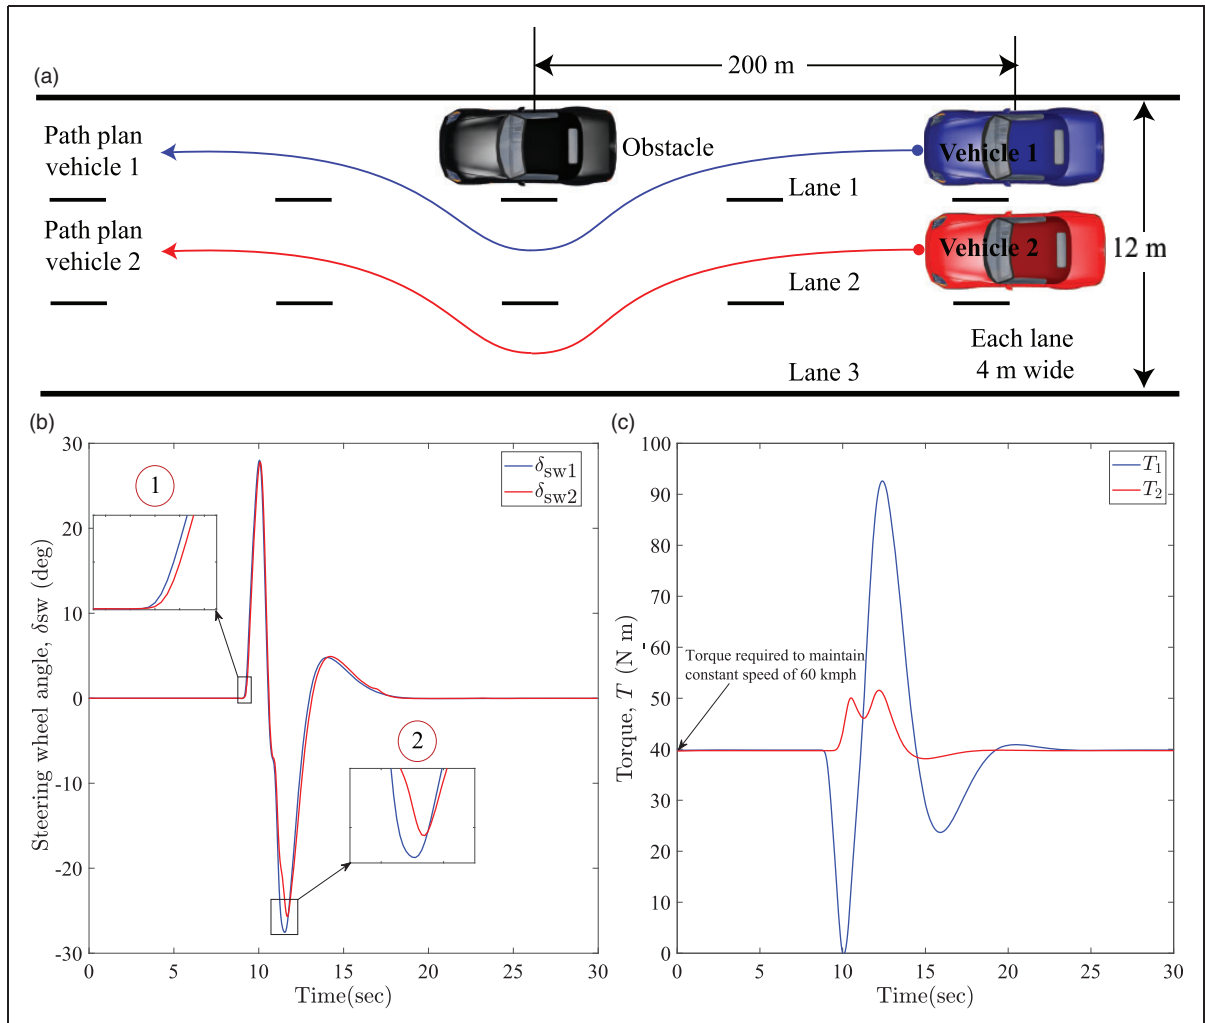 (a)
200 m
Path plan
vehicle 1
Obstacle
Vehicle 1
Lane 1
Path plan
vehicle 2
Vehicle 2
12 m
Lane 2
Each lane
4 m wide
Lane 3
(b)
30
20
10
0
-10
-20
-30
Steering wheel angle, δsw (deg)
δsw1
δsw2
1
2
0 5 10 15 20 25 30
Time(sec)
(c)
100
90
80
70
60
50
40
30
20
10
0
Torque, T (N m)
T1
T2
Torque required to maintain
constant speed of 60 kmph
0 5 10 15 20 25 30
Time(sec)